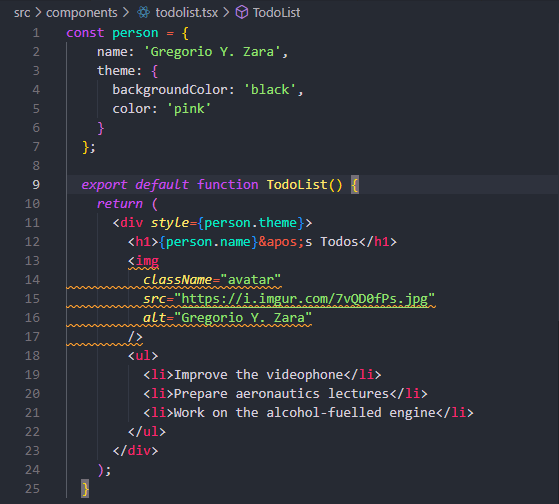 src > components > todolist.tsx > TodoList
1 const person = {
2 name: 'Gregorio Y. Zara',
3 theme: {
4 backgroundColor: 'black',
5 color: 'pink'
6 }
7 };
8
9 export default function TodoList() {
10 return (
11 <div style={person.theme}>
12 <h1>{person.name}&apos;s Todos</h1>
13 <img
14 className="avatar"
15 src="https://i.imgur.com/7vQD0fPs.jpg"
16 alt="Gregorio Y. Zara"
17 />
18 <ul>
19 <li>Improve the videophone</li>
20 <li>Prepare aeronautics lectures</li>
21 <li>Work on the alcohol-fuelled engine</li>
22 </ul>
23 </div>
24 );
25 }